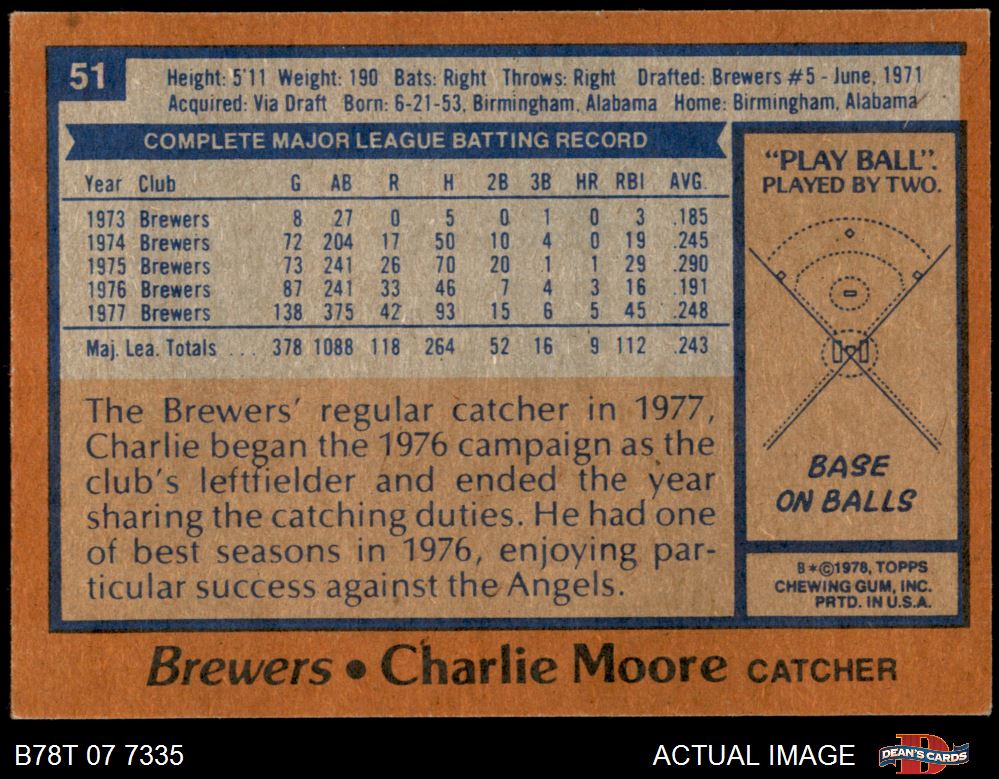 51
Height: 5'11 Weight: 190 Bats: Right Throws: Right Drafted: Brewers #5 - June, 1971
Acquired: Via Draft Born: 6-21-53, Birmingham, Alabama Home: Birmingham, Alabama
COMPLETE MAJOR LEAGUE BATTING RECORD
Year Club G AB R H 2B 3B HR RBI AVG.
1973 Brewers 8 27 0 5 0 1 0 3 .185
1974 Brewers 72 204 17 50 10 4 0 19 .245
1975 Brewers 73 241 26 70 20 1 1 29 .290
1976 Brewers 87 241 33 46 7 4 3 16 .191
1977 Brewers 138 375 42 93 15 6 5 45 .248
Maj. Lea. Totals ... 378 1088 118 264 52 16 9 112 .243
The Brewers' regular catcher in 1977,
Charlie began the 1976 campaign as the
club's leftfielder and ended the year
sharing the catching duties. He had one
of best seasons in 1976, enjoying par-
ticular success against the Angels.
"PLAY BALL".
PLAYED BY TWO.
BASE
ON BALLS
B*©1978, TOPPS
CHEWING GUM, INC.
PRTD. IN U.S.A.
Brewers • Charlie Moore CATCHER
B78T 07 7335
ACTUAL IMAGE
DEAN'S CARDS